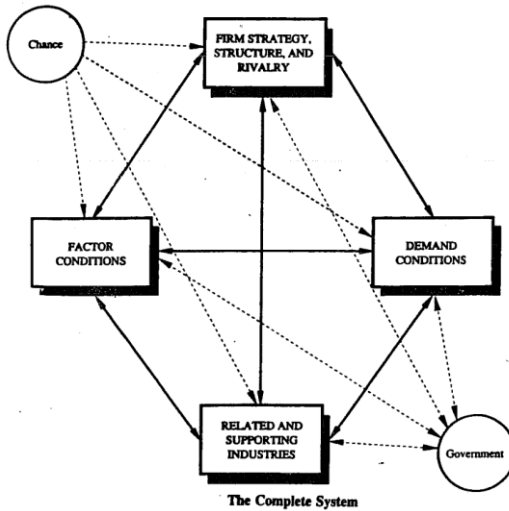 Chance
FIRM STRATEGY,
STRUCTURE, AND
RIVALRY
FACTOR
CONDITIONS
DEMAND
CONDITIONS
RELATED AND
SUPPORTING
INDUSTRIES
Government
The Complete System